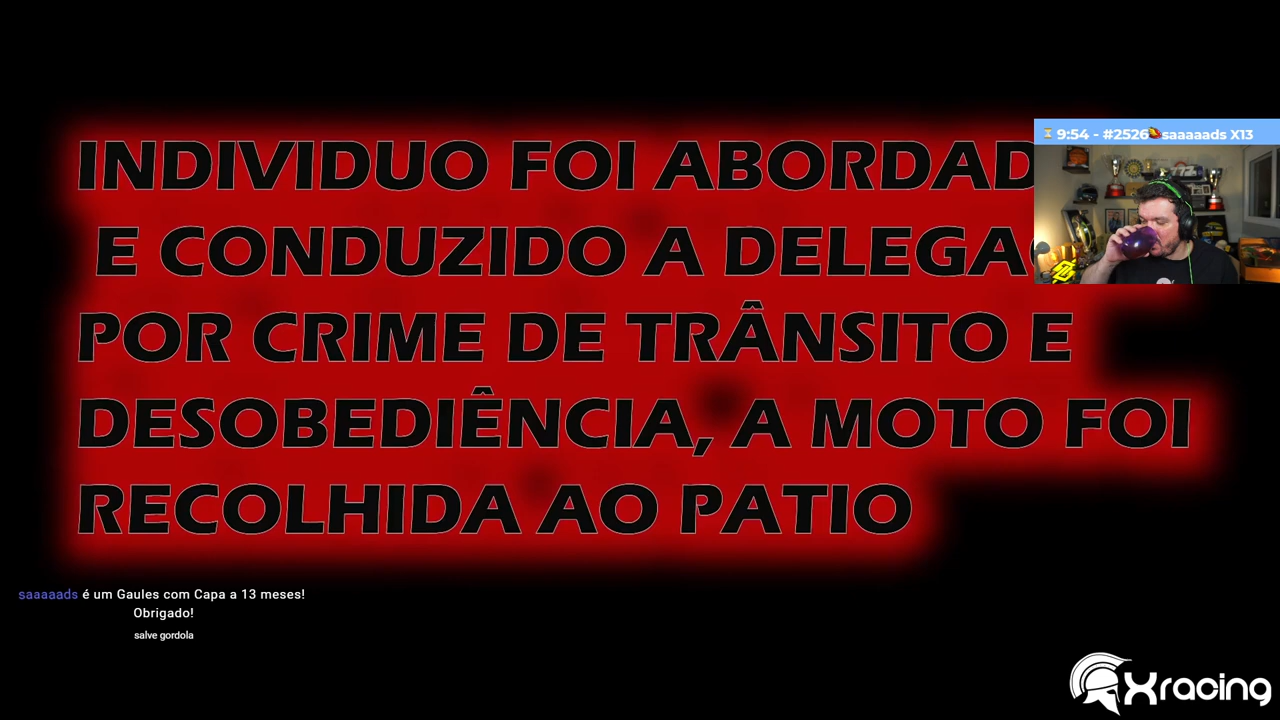 INDIVIDUO FOI ABORDAD
E CONDUZIDO A DELEGA
POR CRIME DE TRÂNSITO E
DESOBEDIÊNCIA, A MOTO FOI
RECOLHIDA AO PATIO
9:54 - #2526 saaaaads X13
saaaaads é um Gaules com Capa a 13 meses!
Obrigado!
salve gordola
Xracing